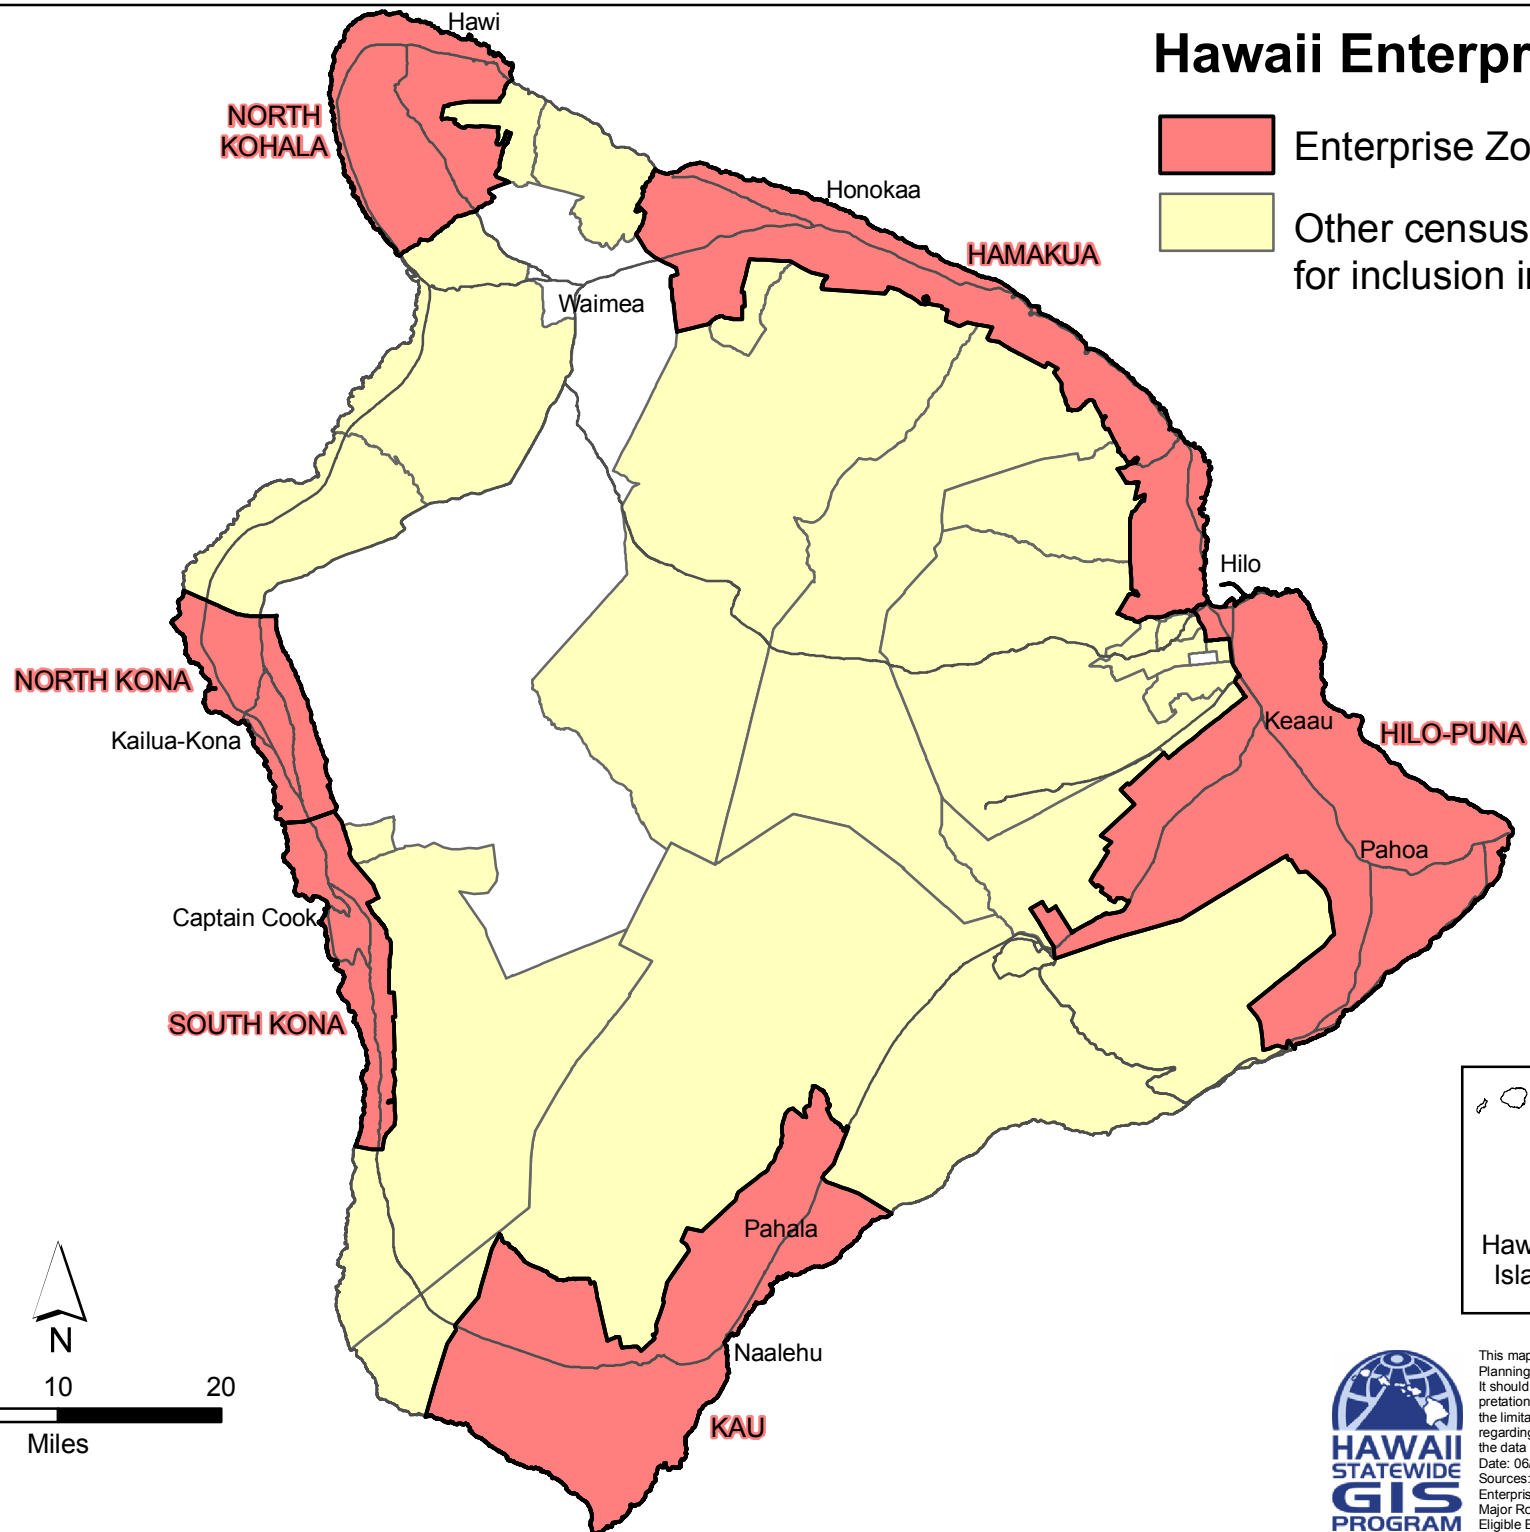 Hawaii Enterpr
Enterprise Zo
Other census
for inclusion i
Hawi
NORTH
KOHALA
Honokaa
HAMAKUA
Waimea
Hilo
NORTH KONA
Keaau
HILO-PUNA
Kailua-Kona
Pahoa
Captain Cook
SOUTH KONA
Pahala
Naalehu
KAU
N
10 20
Miles
Haw
Isla
HAWAII
STATEWIDE
GIS
PROGRAM
This map
Planning
It should
pretation
the limita
regarding
the data
Date: 06/
Sources:
Enterpris
Major Ro
Eligible E